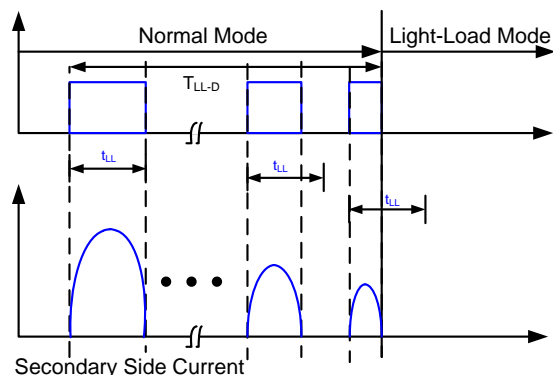 Normal Mode
Light-Load Mode
TLL-D
tLL
tLL
tLL
Secondary Side Current